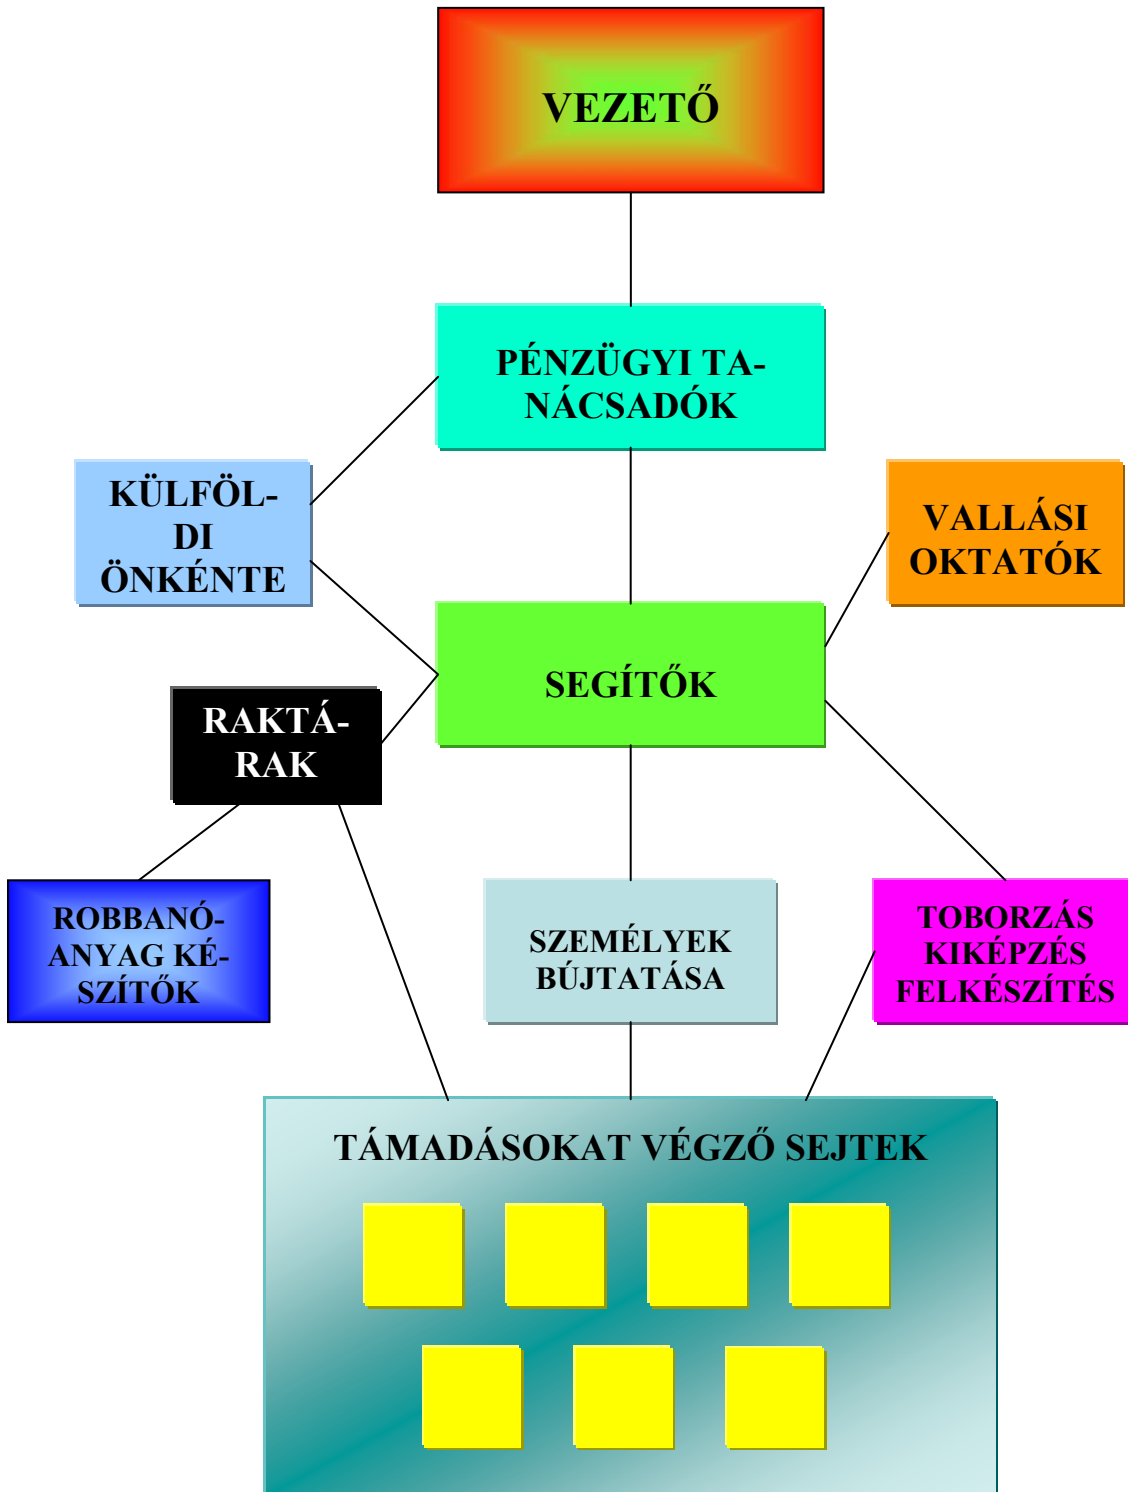 VEZETŐ
PÉNZÜGYI TA-
NÁCSADÓK
KÜLFÖL-
DI
ÖNKÉNTE
VALLÁSI
OKTATÓK
SEGÍTŐK
RAKTÁ-
RAK
ROBBANÓ-
ANYAG KÉ-
SZÍTŐK
SZEMÉLYEK
BÚJTATÁSA
TOBORZÁS
KIKÉPZÉS
FELKÉSZÍTÉS
TÁMADÁSOKAT VÉGZŐ SEJTEK